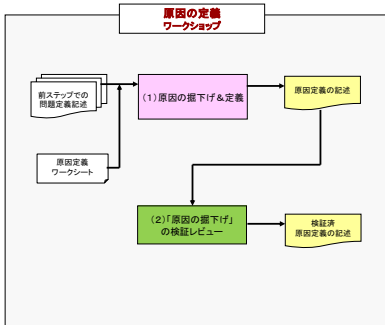 原因の定義
ワークショップ
前ステップでの
問題定義記述
(1)原因の掘下げ&定義
原因定義の記述
原因定義
ワークシート
(2)「原因の掘下げ」
の検証レビュー
検証済
原因定義の記述